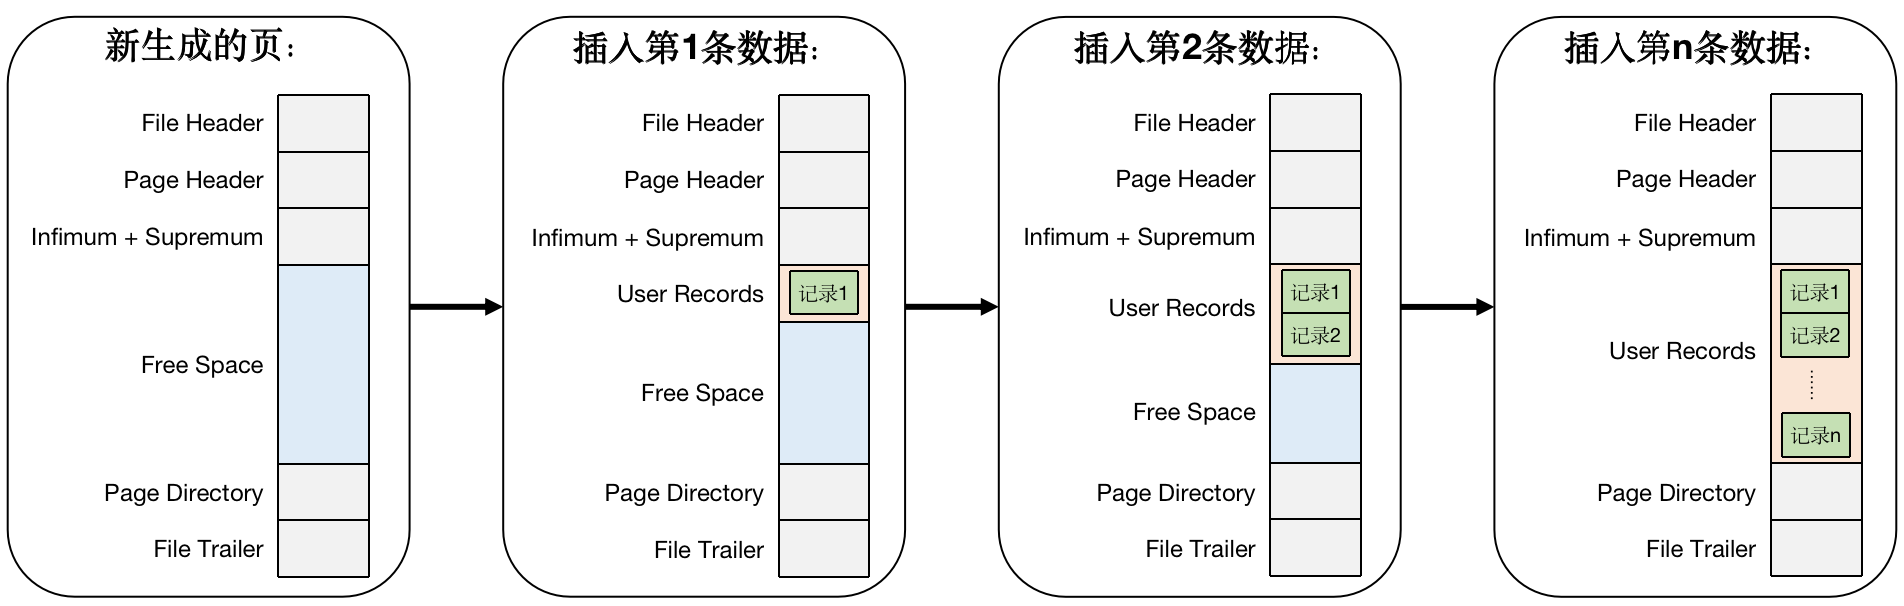 新生成的页：
File Header
Page Header
Infimum + Supremum
Free Space
Page Directory
File Trailer
插入第1条数据：
File Header
Page Header
Infimum + Supremum
User Records
记录1
Free Space
Page Directory
File Trailer
插入第2条数据：
File Header
Page Header
Infimum + Supremum
User Records
记录1
记录2
Free Space
Page Directory
File Trailer
插入第n条数据：
File Header
Page Header
Infimum + Supremum
User Records
记录1
记录2
......
记录n
Page Directory
File Trailer